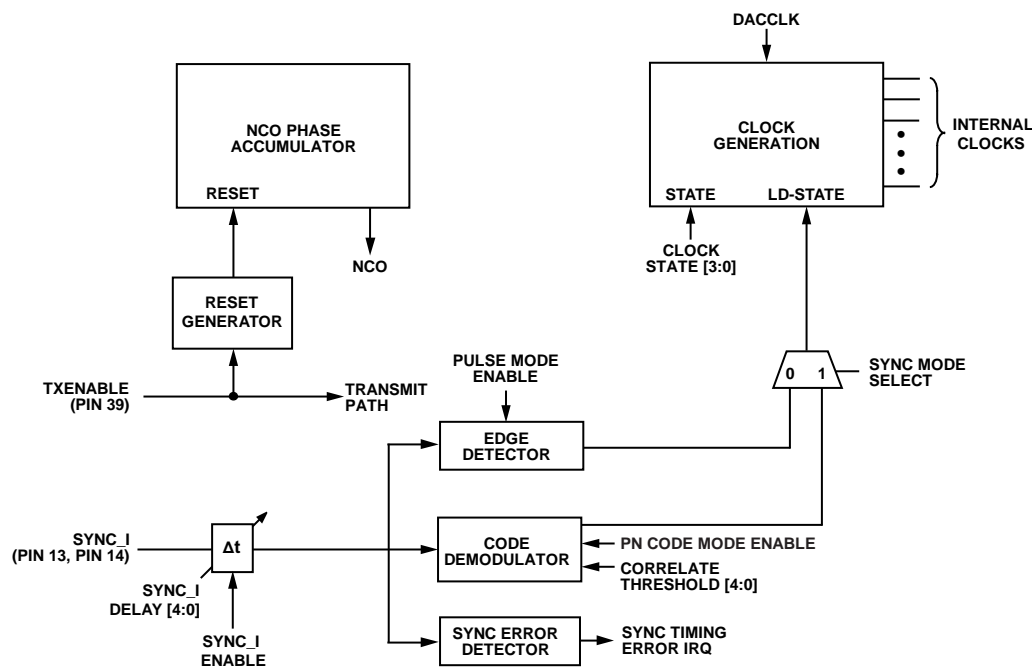 DACCLK
NCO PHASE
ACCUMULATOR
RESET
CLOCK
GENERATION
STATE
LD-STATE
INTERNAL
CLOCKS
NCO
CLOCK
STATE [3:0]
RESET
GENERATOR
TXENABLE
(PIN 39)
TRANSMIT
PATH
PULSE MODE
ENABLE
0 1
SYNC MODE
SELECT
EDGE
DETECTOR
SYNC_I
(PIN 13, PIN 14)
Δt
SYNC_I
DELAY [4:0]
SYNC_I
ENABLE
CODE
DEMODULATOR
PN CODE MODE ENABLE
CORRELATE
THRESHOLD [4:0]
SYNC ERROR
DETECTOR
SYNC TIMING
ERROR IRQ